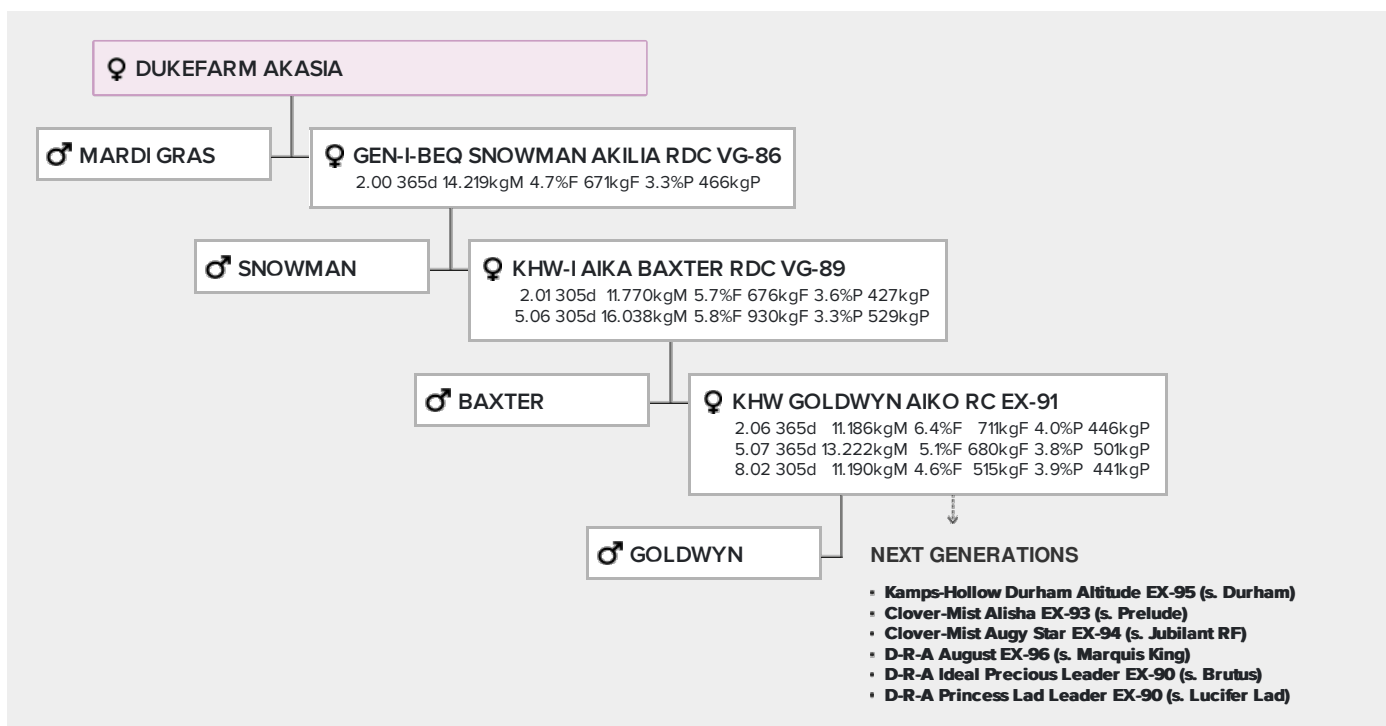 DUKEFARM AKASIA
MARDI GRAS
GEN-I-BEQ SNOWMAN AKILIA RDC VG-86
2.00 365d 14.219kgM 4.7%F 671kgF 3.3%P 466kgP
SNOWMAN
KHW-I AIKA BAXTER RDC VG-89
2.01 305d 11.770kgM 5.7%F 676kgF 3.6%P 427kgP
5.06 305d 16.038kgM 5.8%F 930kgF 3.3%P 529kgP
BAXTER
KHW GOLDWYN AIKO RC EX-91
2.06 365d 11.186kgM 6.4%F 711kgF 4.0%P 446kgP
5.07 365d 13.222kgM 5.1%F 680kgF 3.8%P 501kgP
8.02 305d 11.190kgM 4.6%F 515kgF 3.9%P 441kgP
GOLDWYN
NEXT GENERATIONS
· Kamps-Hollow Durham Altitude EX-95 (s. Durham)
· Clover-Mist Alisha EX-93 (s. Prelude)
· Clover-Mist Augy Star EX-94 (s. Jubilant RF)
· D-R-A August EX-96 (s. Marquis King)
· D-R-A Ideal Precious Leader EX-90 (s. Brutus)
· D-R-A Princess Lad Leader EX-90 (s. Lucifer Lad)